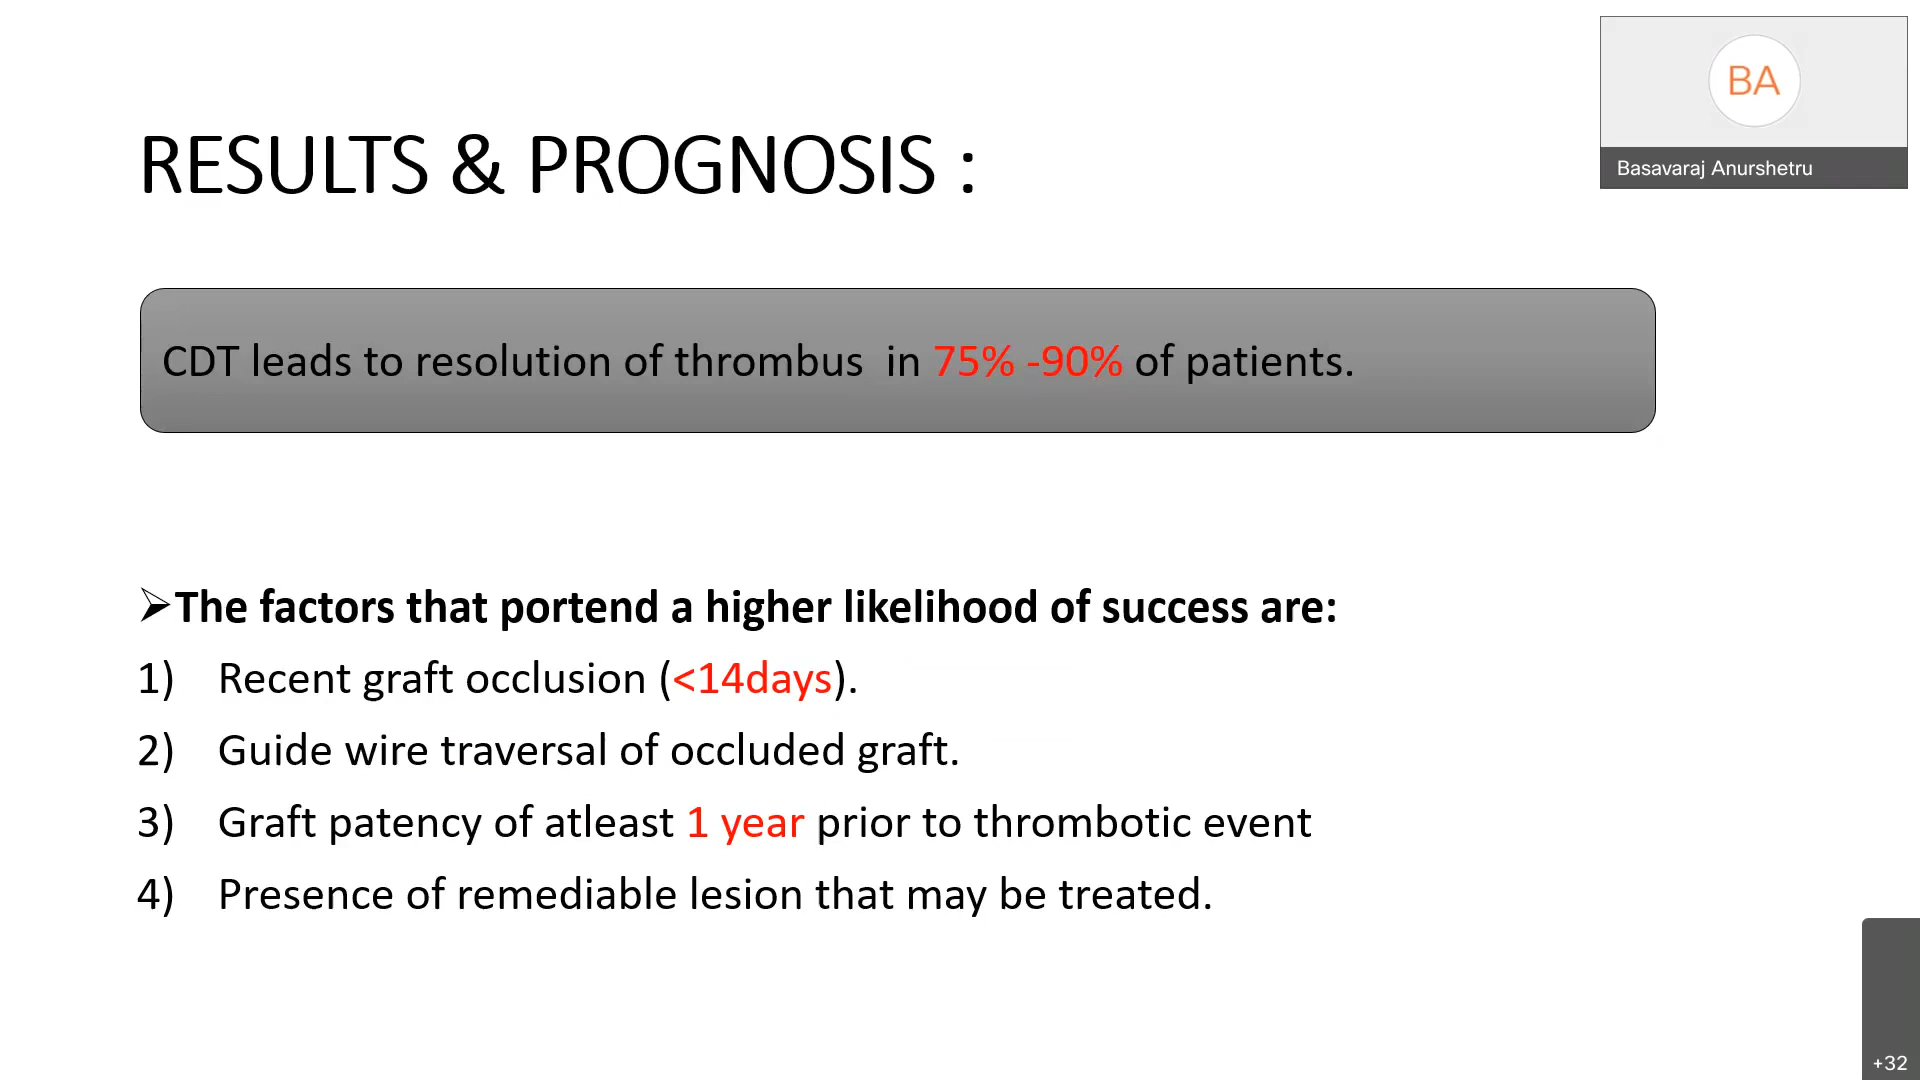 BA
Basavaraj Anurshetru
RESULTS & PROGNOSIS :
CDT leads to resolution of thrombus in 75% -90% of patients.
➢The factors that portend a higher likelihood of success are:
1) Recent graft occlusion (<14days).
2) Guide wire traversal of occluded graft.
3) Graft patency of atleast 1 year prior to thrombotic event
4) Presence of remediable lesion that may be treated.
+32